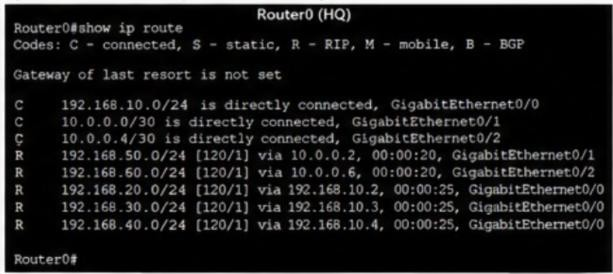 Router0 (HQ)
Router0#show ip route
Codes: C - connected, S - static, R - RIP, M - mobile, B - BGP
Gateway of last resort is not set
C 192.168.10.0/24 is directly connected, GigabitEthernet0/0
C 10.0.0.0/30 is directly connected, GigabitEthernet0/1
C 10.0.0.4/30 is directly connected, GigabitEthernet0/2
R 192.168.50.0/24 [120/1] via 10.0.0.2, 00:00:20, GigabitEthernet0/1
R 192.168.60.0/24 [120/1] via 10.0.0.6, 00:00:20, GigabitEthernet0/2
R 192.168.20.0/24 [120/1] via 192.168.10.2, 00:00:25, GigabitEthernet0/0
R 192.168.30.0/24 [120/1] via 192.168.10.3, 00:00:25, GigabitEthernet0/0
R 192.168.40.0/24 [120/1] via 192.168.10.4, 00:00:25, GigabitEthernet0/0
Router0#